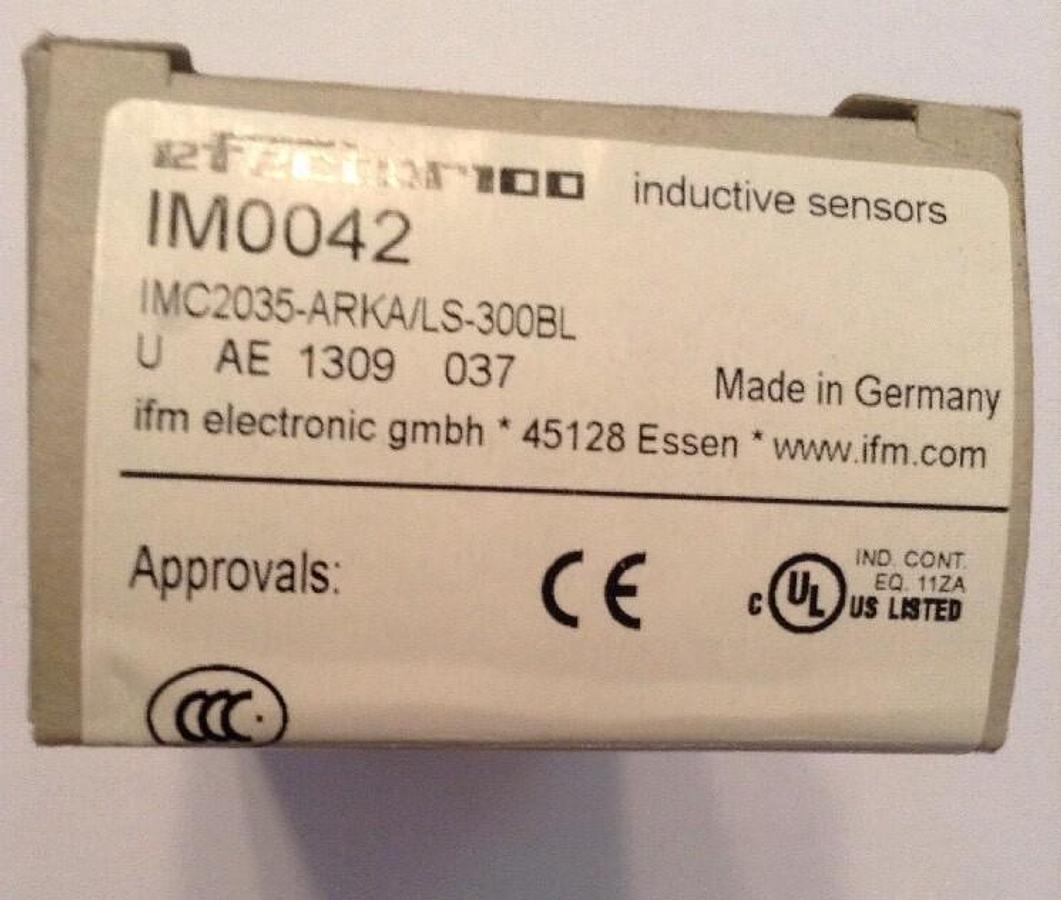 efector100 inductive sensors
IM0042
IMC2035-ARKA/LS-300BL
U AE 1309 037
Made in Germany
ifm electronic gmbh * 45128 Essen * www.ifm.com
Approvals:
CE
C UL US LISTED
IND. CONT.
EQ. 11ZA
CCC